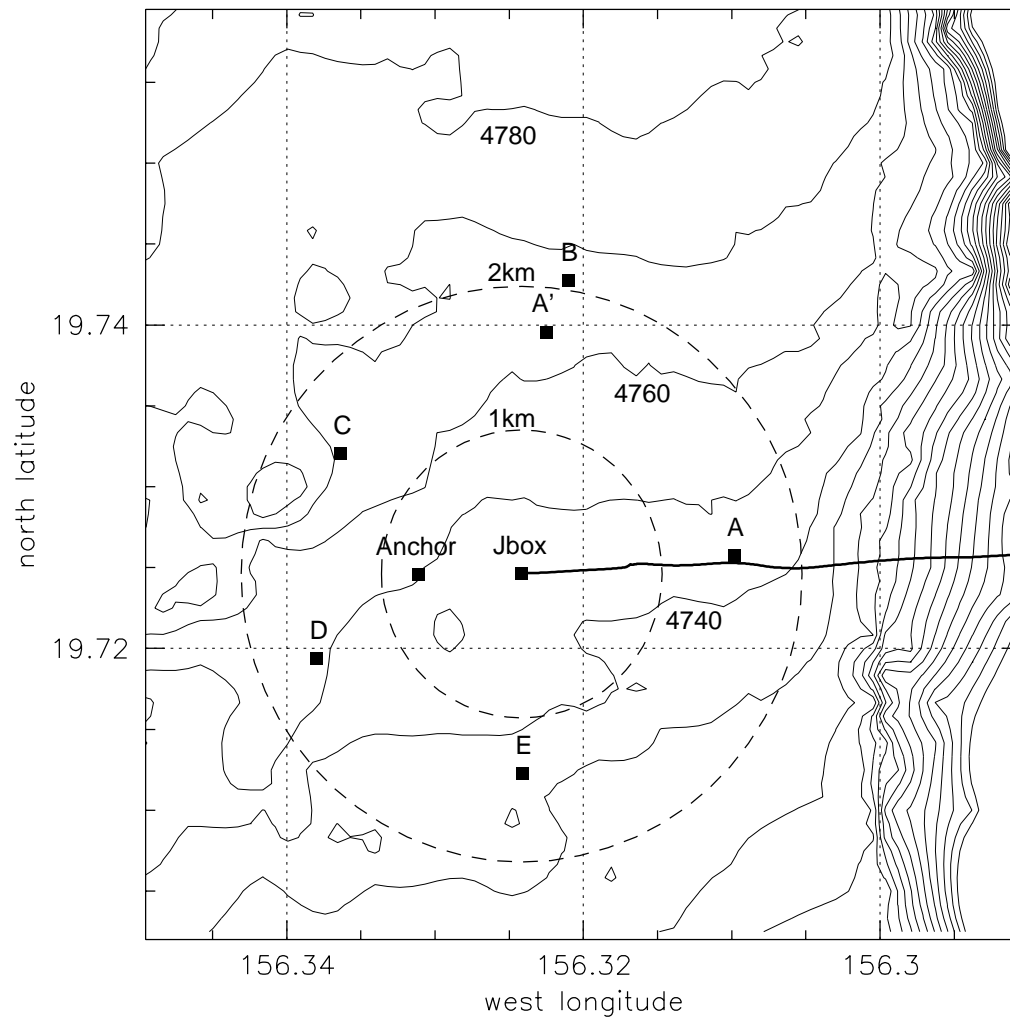 4780
B
2km
A'
19.74
4760
C
1km
north latitude
A
Anchor
Jbox
4740
D
19.72
E
156.34
156.32
156.3
west longitude